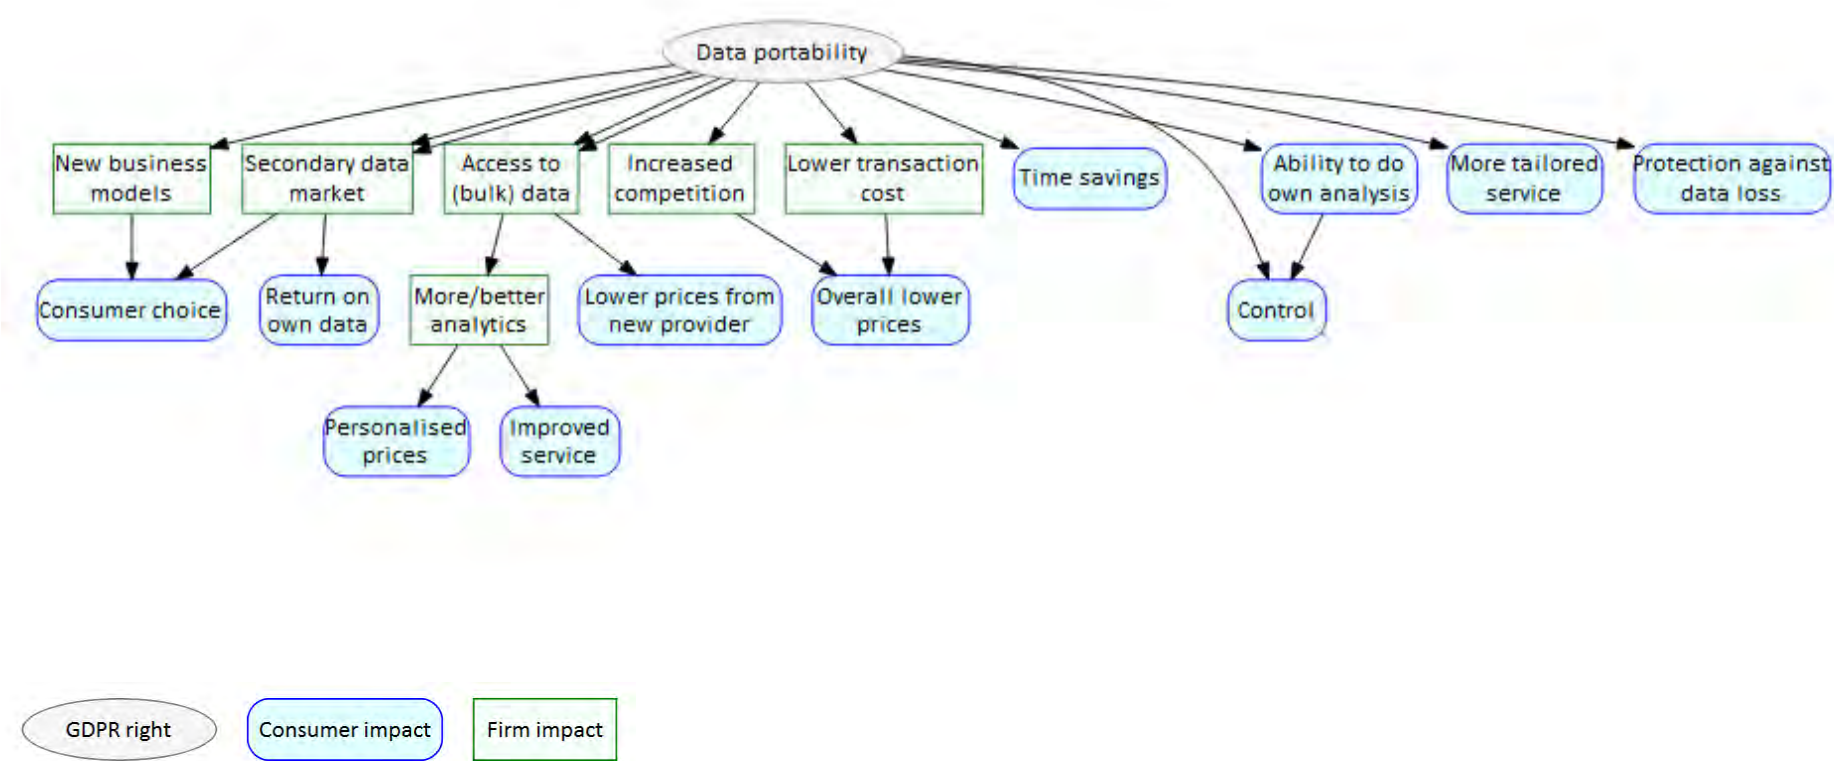 Data portability
New business
models
Secondary data
market
Access to
(bulk) data
Increased
competition
Lower transaction
cost
Time savings
Ability to do
own analysis
More tailored
service
Protection against
data loss
Consumer choice
Return on
own data
More/better
analytics
Lower prices from
new provider
Overall lower
prices
Control
Personalised
prices
Improved
service
GDPR right
Consumer impact
Firm impact